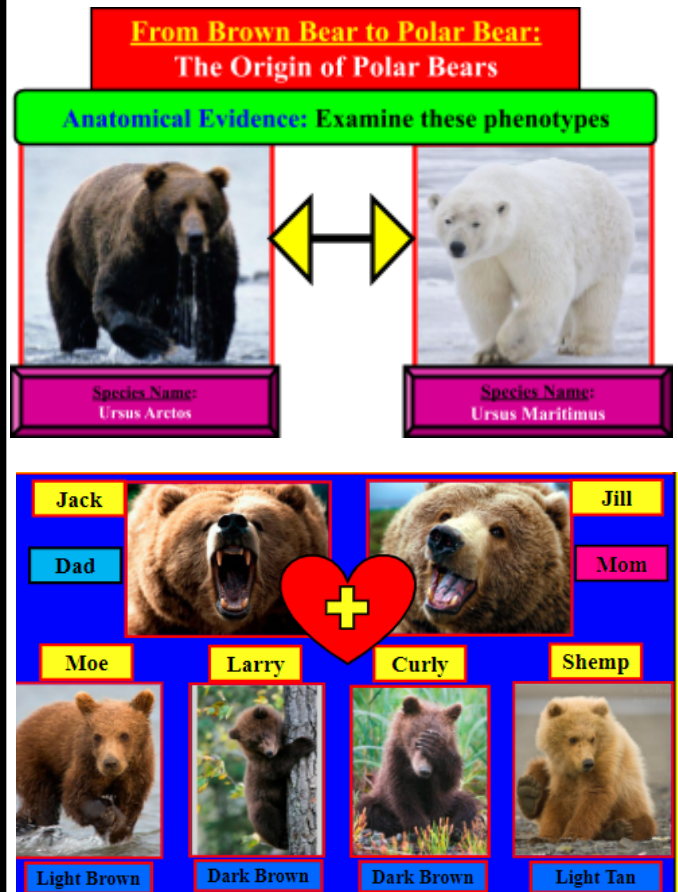 From Brown Bear to Polar Bear:
The Origin of Polar Bears
Anatomical Evidence: Examine these phenotypes
Species Name:
Ursus Arctos
Species Name:
Ursus Maritimus
Jack
Jill
Dad
Mom
Moe
Larry
Curly
Shemp
Light Brown
Dark Brown
Dark Brown
Light Tan